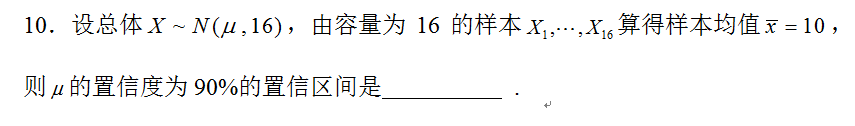 10．设总体 X ~ N(μ,16)，由容量为 16 的样本 X₁,⋯,X₁₆ 算得样本均值 x̄ = 10，
则 μ 的置信度为 90%的置信区间是__________ ．